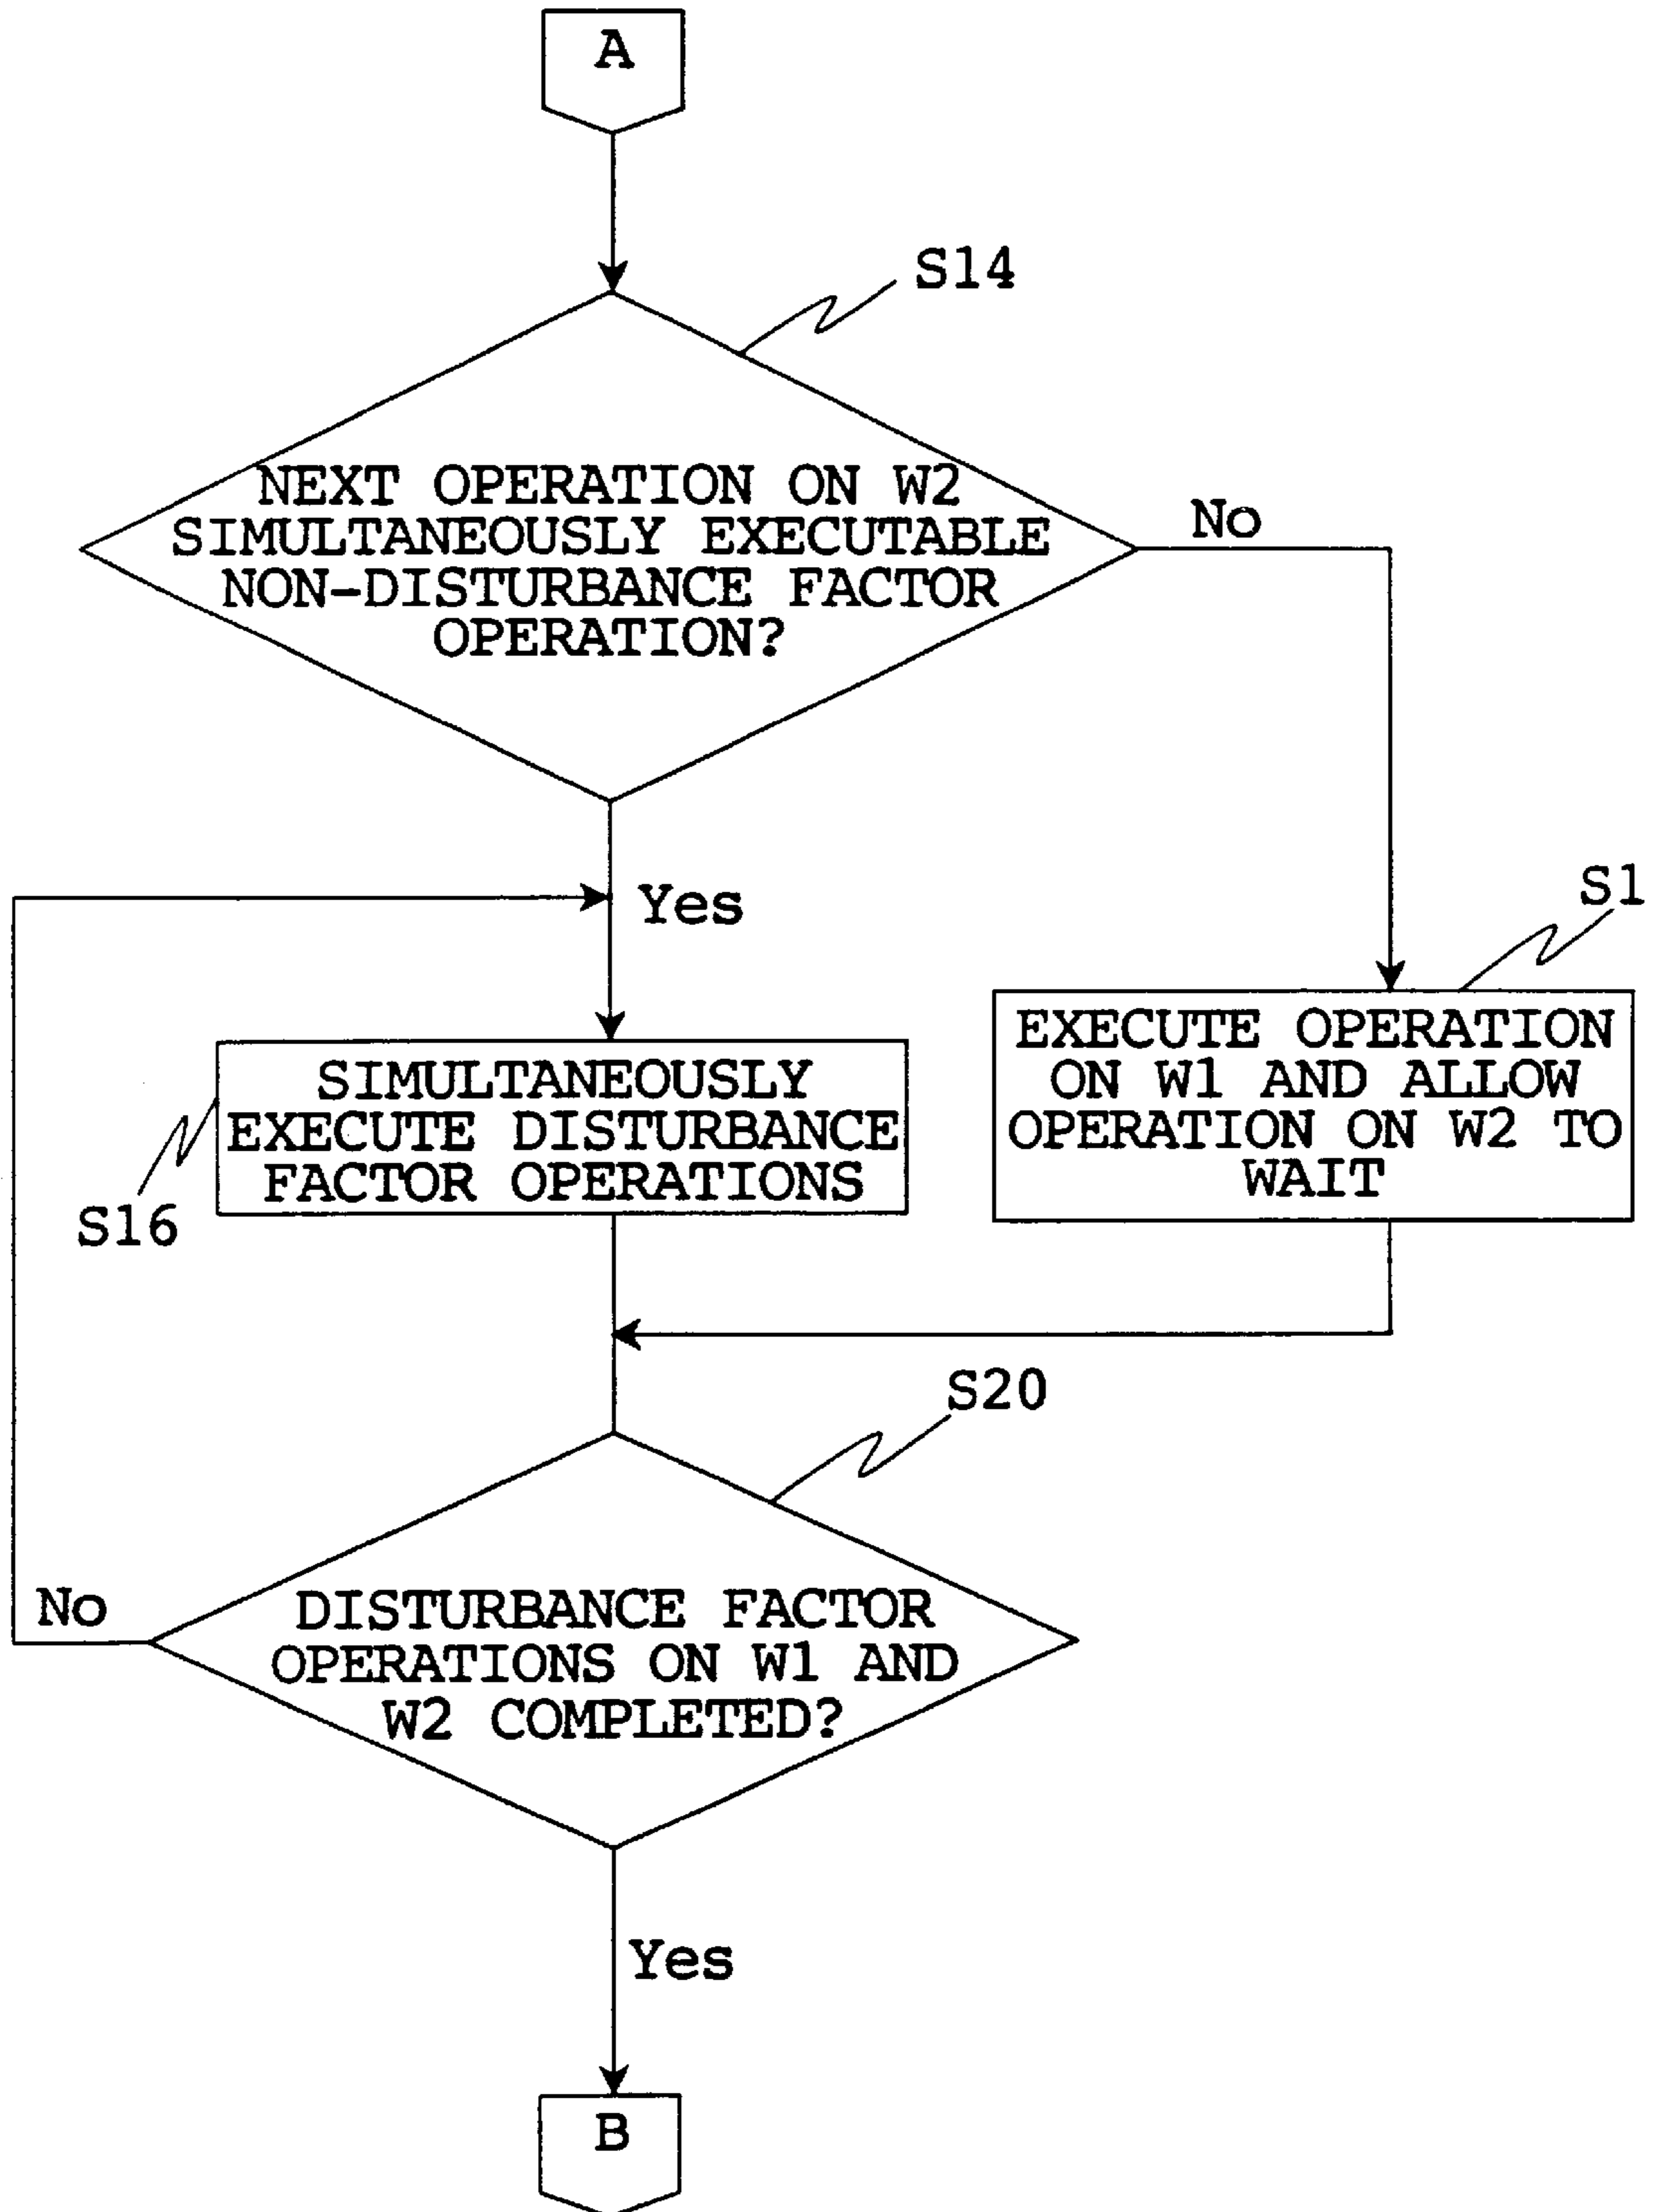 A
S14
NEXT OPERATION ON W2
SIMULTANEOUSLY EXECUTABLE
NON-DISTURBANCE FACTOR
OPERATION?
No
Yes
S1
EXECUTE OPERATION
ON W1 AND ALLOW
OPERATION ON W2 TO
WAIT
SIMULTANEOUSLY
EXECUTE DISTURBANCE
FACTOR OPERATIONS
S16
S20
No
DISTURBANCE FACTOR
OPERATIONS ON W1 AND
W2 COMPLETED?
Yes
B